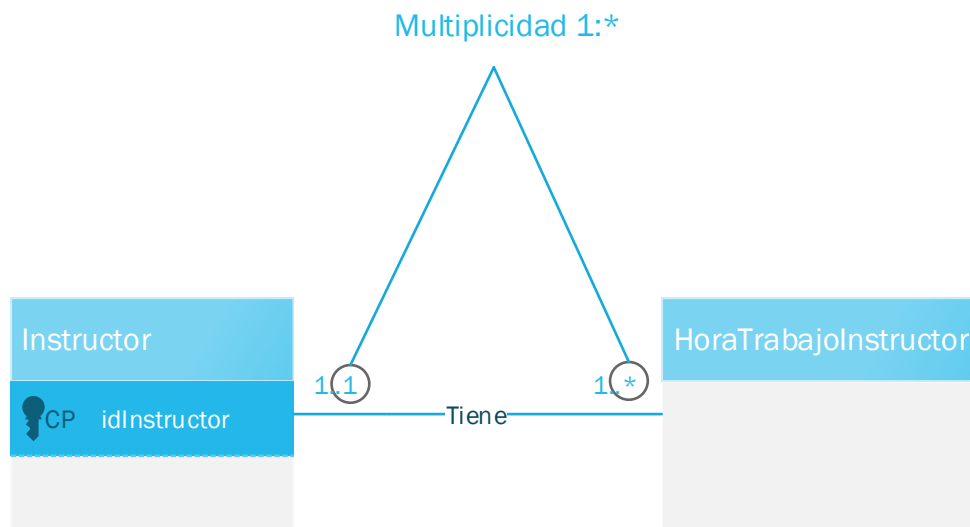 Multiplicidad 1:*
Instructor
HoraTrabajoInstructor
1..1
1..*
CP idInstructor
Tiene